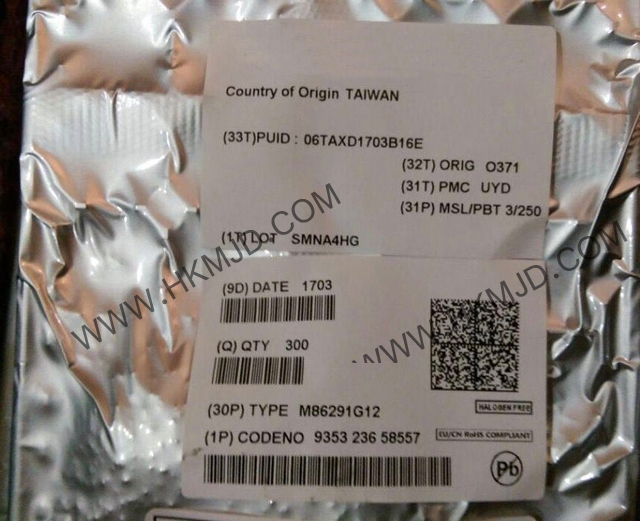 Country of Origin TAIWAN
(33T)PUID : 06TAXD1703B16E
(32T) ORIG O371
(31T) PMC UYD
(31P) MSL/PBT 3/250
(1T) LOT SMNA4HG
WWW.HKMJD.COM
WWW.HKMJD.COM
(9D) DATE 1703
(Q) QTY 300
(30P) TYPE M86291G12
HALOGEN FREE
(1P) CODENO 9353 236 58557
EU/CN RoHS COMPLIANT
Pb